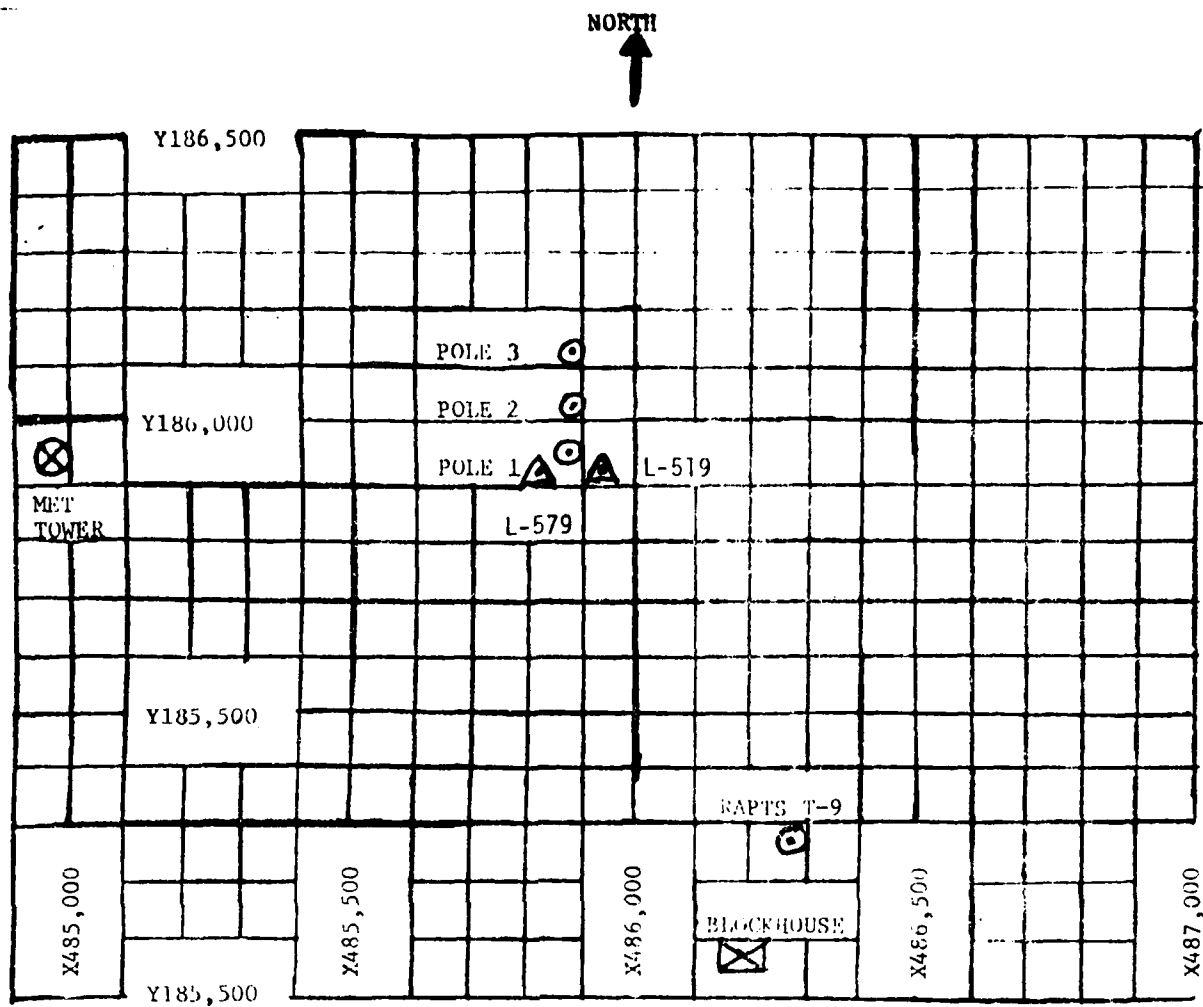 NORTH
Y186,500
POLE 3
POLE 2
Y186,000
POLE 1
L-519
MET
TOWER
L-579
Y185,500
RAPTS T-9
X485,000
X485,500
X486,000
X486,500
X487,000
BLOCKHOUSE
Y185,500